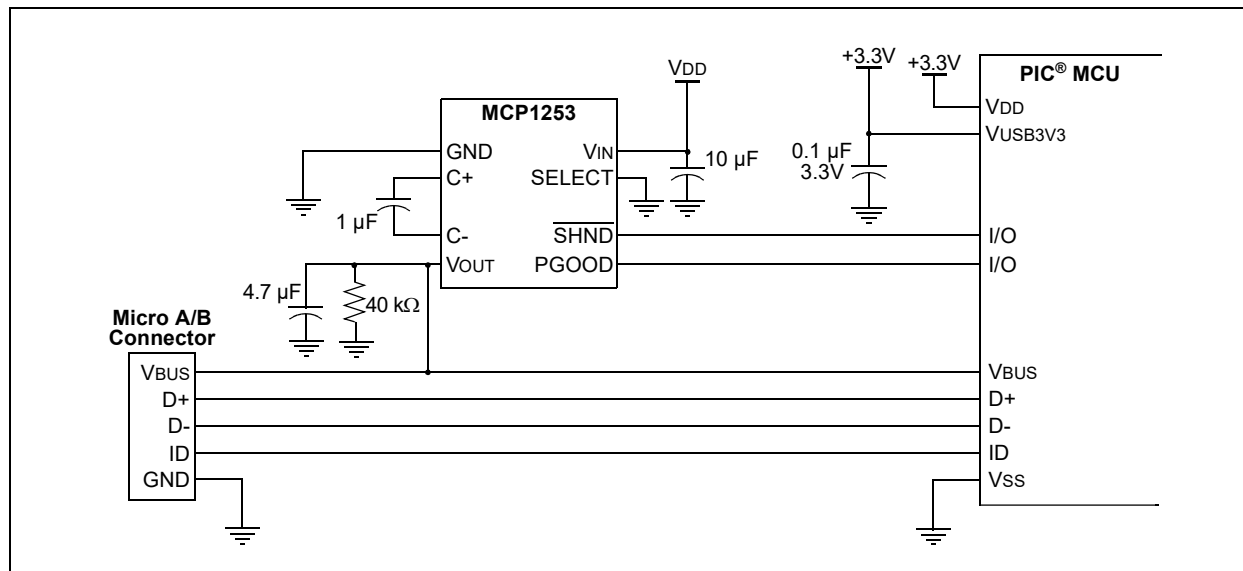 +3.3V
+3.3V
VDD
PIC® MCU
MCP1253
VDD
VUSB3V3
GND
VIN
10 µF
0.1 µF
3.3V
C+
SELECT
1 µF
C-
SHND
I/O
VOUT
PGOOD
I/O
4.7 µF
40 kΩ
Micro A/B
Connector
VBUS
VBUS
D+
D+
D-
D-
ID
ID
GND
VSS